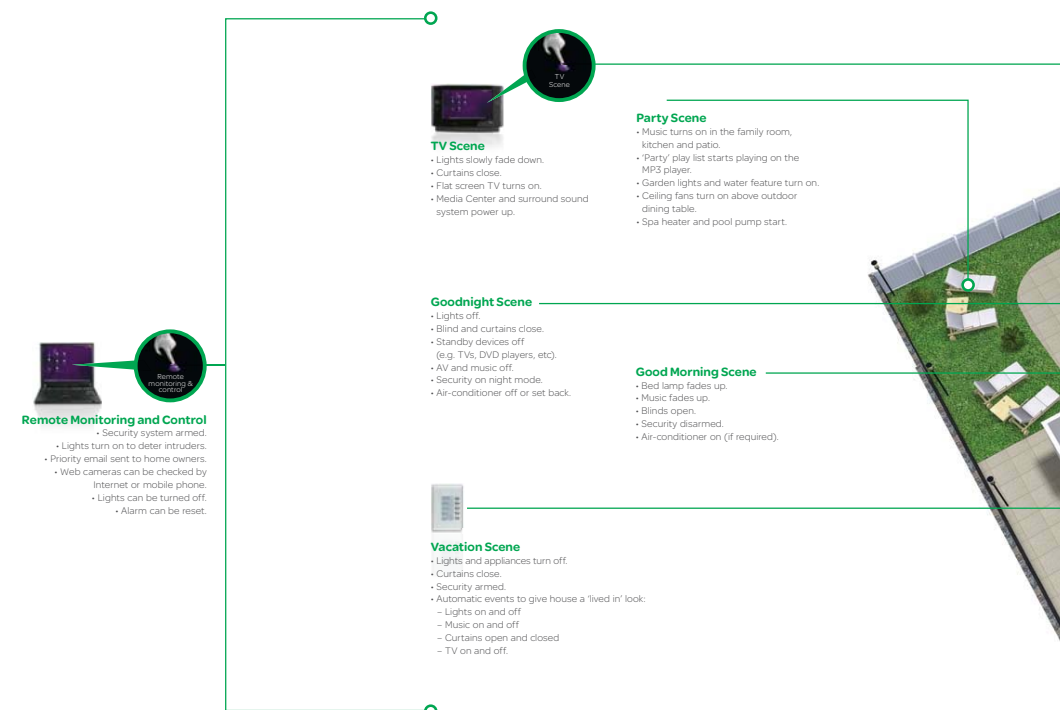 TV
Scene
TV Scene
• Lights slowly fade down.
• Curtains close.
• Flat screen TV turns on.
• Media Center and surround sound
system power up.
Party Scene
• Music turns on in the family room,
kitchen and patio.
• 'Party' play list starts playing on the
MP3 player.
• Garden lights and water feature turn on.
• Ceiling fans turn on above outdoor
dining table.
• Spa heater and pool pump start.
Goodnight Scene
• Lights off.
• Blind and curtains close.
• Standby devices off
(e.g. TVs, DVD players, etc).
• AV and music off.
• Security on night mode.
• Air-conditioner off or set back.
Good Morning Scene
• Bed lamp fades up.
• Music fades up.
• Blinds open.
• Security disarmed.
• Air-conditioner on (if required).
Remote
monitoring &
control
Remote Monitoring and Control
• Security system armed.
• Lights turn on to deter intruders.
• Priority email sent to home owners.
• Web cameras can be checked by
Internet or mobile phone.
• Lights can be turned off.
• Alarm can be reset.
Vacation Scene
• Lights and appliances turn off.
• Curtains close.
• Security armed.
• Automatic events to give house a 'lived in' look:
– Lights on and off
– Music on and off
– Curtains open and closed
– TV on and off.